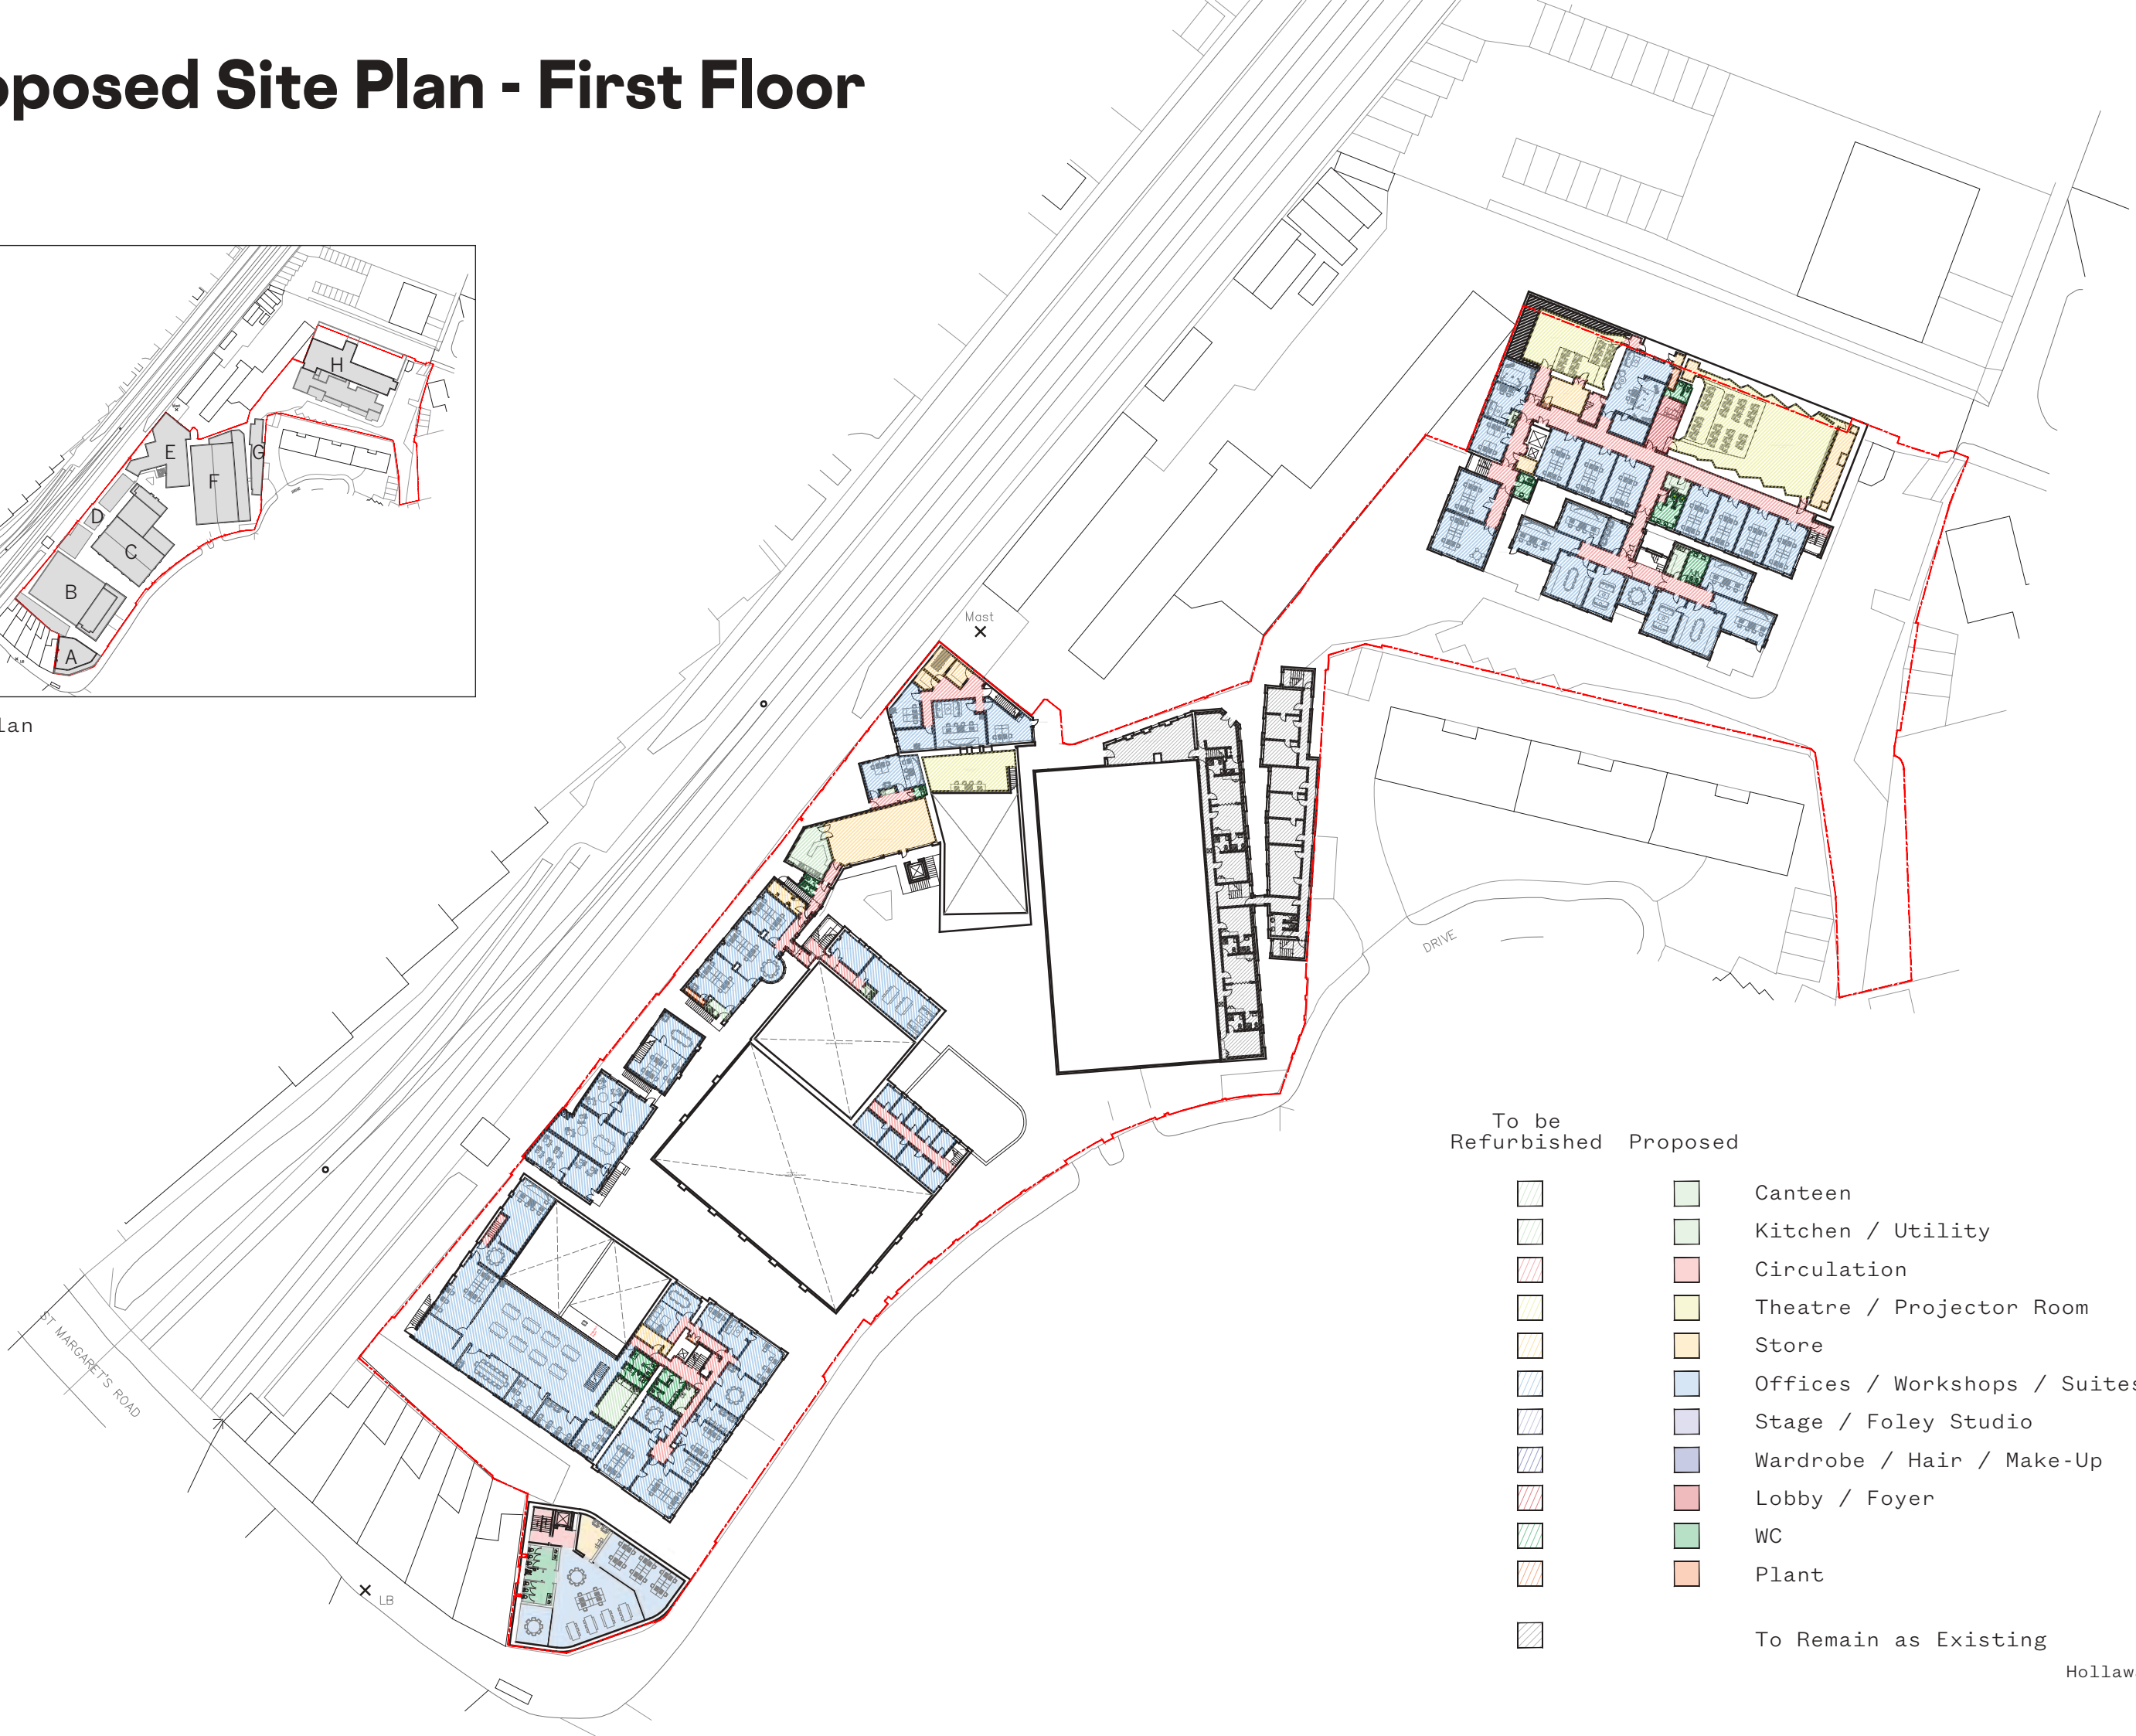 oposed Site Plan - First Floor
H
E
G
F
D
C
B
A
lan
Mast
DRIVE
ST MARGARET'S ROAD
LB
To be
Refurbished Proposed
Canteen
Kitchen / Utility
Circulation
Theatre / Projector Room
Store
Offices / Workshops / Suites
Stage / Foley Studio
Wardrobe / Hair / Make-Up
Lobby / Foyer
WC
Plant
To Remain as Existing
Hollaw